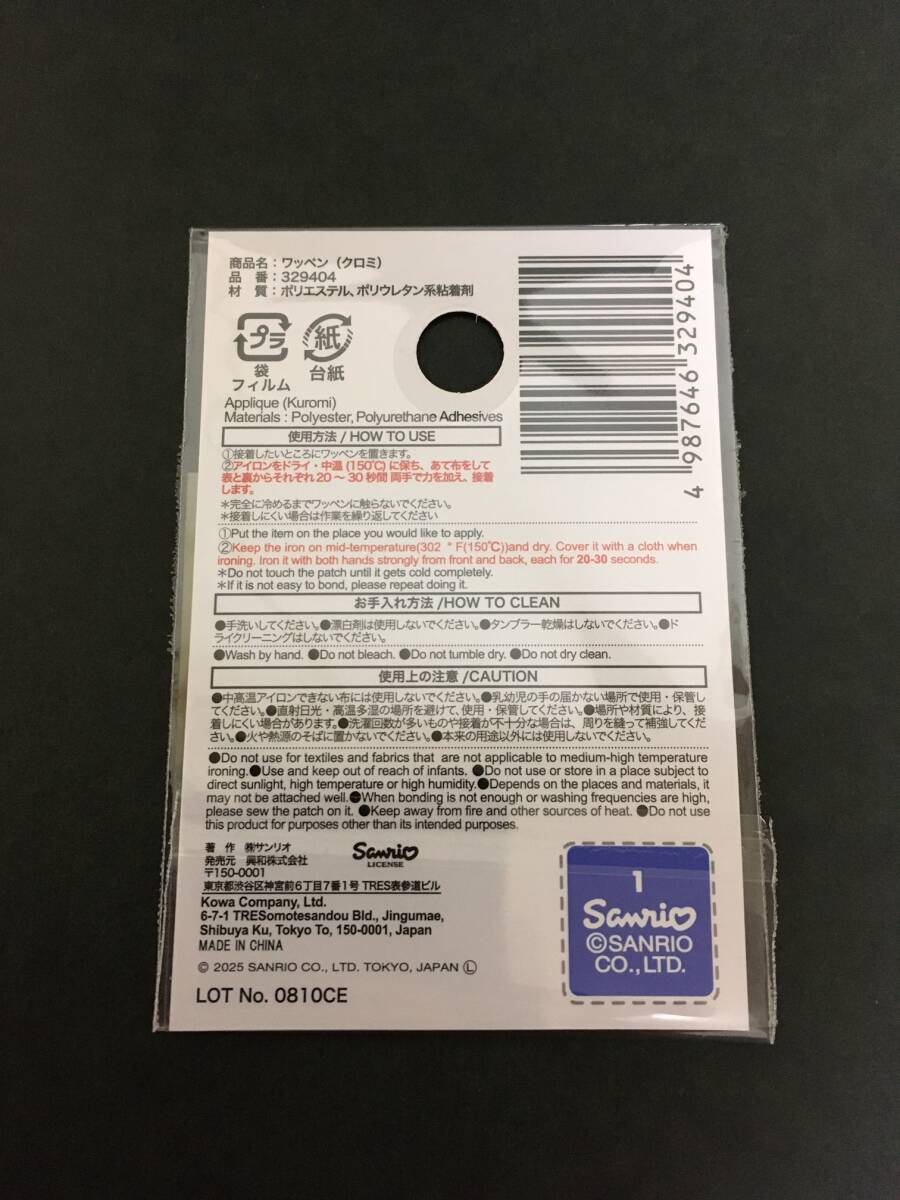 商品名：ワッペン（クロミ）
品　番：329404
材　質：ポリエステル、ポリウレタン系粘着剤
プラ
袋
フィルム
紙
台紙
4 987646 329404
Applique (Kuromi)
Materials : Polyester, Polyurethane Adhesives
使用方法 / HOW TO USE
①接着したいところにワッペンを置きます。
②アイロンをドライ・中温 (150℃) に保ち、あて布をして
表と裏からそれぞれ20～30秒間 両手で力を加え、接着
します。
＊完全に冷めるまでワッペンに触らないでください。
＊接着しにくい場合は作業を繰り返してください
①Put the item on the place you would like to apply.
②Keep the iron on mid-temperature(302 °F(150℃))and dry. Cover it with a cloth when
ironing. Iron it with both hands strongly from front and back, each for 20-30 seconds.
＊Do not touch the patch until it gets cold completely.
＊If it is not easy to bond, please repeat doing it.
お手入れ方法 /HOW TO CLEAN
●手洗いしてください。●漂白剤は使用しないでください。●タンブラー乾燥はしないでください。●ド
ライクリーニングはしないでください。
●Wash by hand. ●Do not bleach. ●Do not tumble dry. ●Do not dry clean.
使用上の注意 /CAUTION
●中高温アイロンできない布には使用しないでください。●乳幼児の手の届かない場所で使用・保管し
てください。●直射日光・高温多湿の場所を避けて、使用・保管してください。●場所や材質により、接
着しにくい場合があります。●洗濯回数が多いものや接着が不十分な場合は、周りを縫って補強してくだ
さい。●火や熱源のそばに置かないでください。●本来の用途以外には使用しないでください。
●Do not use for textiles and fabrics that are not applicable to medium-high temperature
ironing.●Use and keep out of reach of infants. ●Do not use or store in a place subject to
direct sunlight, high temperature or high humidity.●Depends on the places and materials, it
may not be attached well.●When bonding is not enough or washing frequencies are high,
please sew the patch on it. ●Keep away from fire and other sources of heat. ●Do not use
this product for purposes other than its intended purposes.
著　作　㈱サンリオ
発売元　興和株式会社
〒150-0001
東京都渋谷区神宮前6丁目7番1号 TRES表参道ビル
Sanrio
LICENSE
Kowa Company, Ltd.
6-7-1 TRESomotesandou Bld., Jingumae,
Shibuya Ku, Tokyo To, 150-0001, Japan
MADE IN CHINA
© 2025 SANRIO CO., LTD. TOKYO, JAPAN Ⓛ
LOT No. 0810CE
1
Sanrio
©SANRIO
CO., LTD.